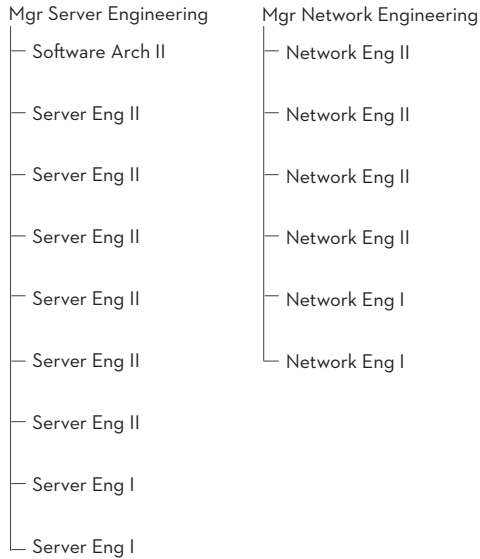 Mgr Server Engineering
Software Arch II
Server Eng II
Server Eng II
Server Eng II
Server Eng II
Server Eng II
Server Eng II
Server Eng I
Server Eng I
Mgr Network Engineering
Network Eng II
Network Eng II
Network Eng II
Network Eng II
Network Eng I
Network Eng I